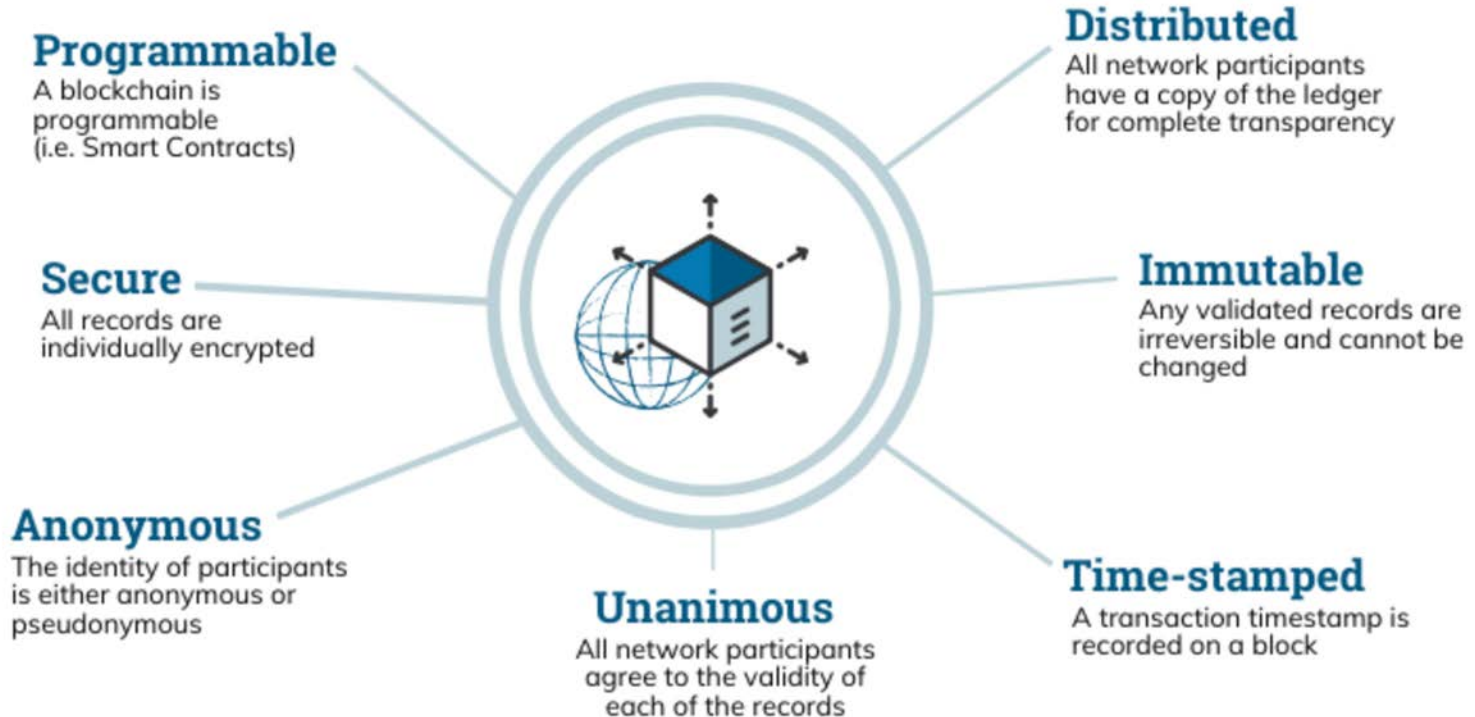 Programmable
A blockchain is
programmable
(i.e. Smart Contracts)
Secure
All records are
individually encrypted
Anonymous
The identity of participants
is either anonymous or
pseudonymous
Unanimous
All network participants
agree to the validity of
each of the records
Distributed
All network participants
have a copy of the ledger
for complete transparency
Immutable
Any validated records are
irreversible and cannot be
changed
Time-stamped
A transaction timestamp is
recorded on a block